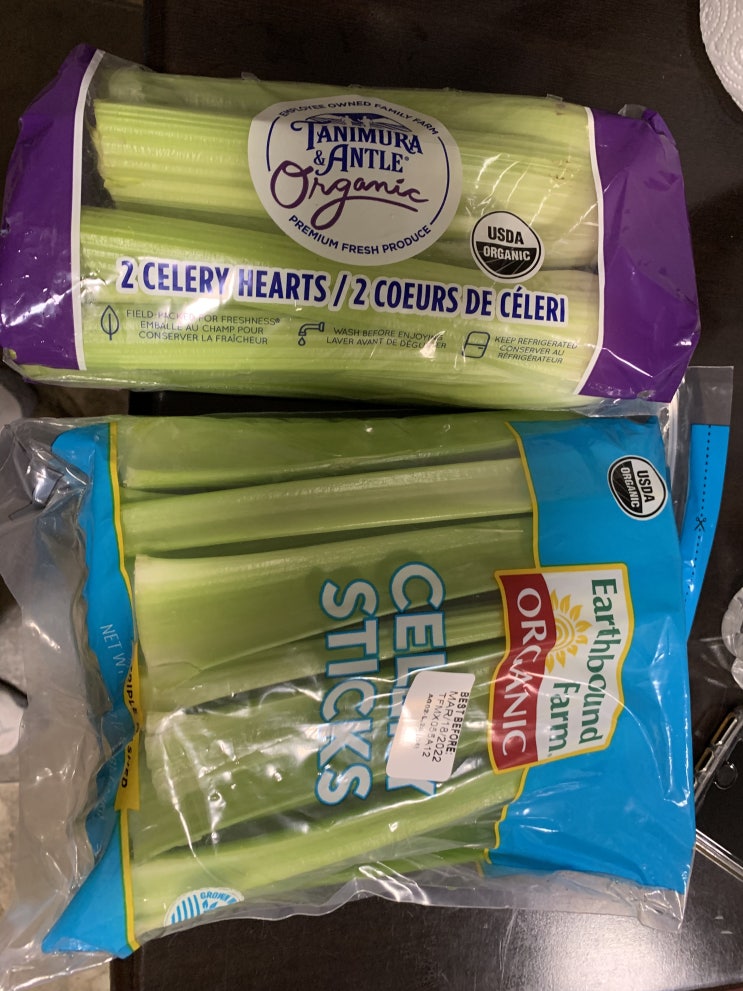 EMPLOYEE OWNED FAMILY FARM
TANIMURA
& ANTLE®
Organic
PREMIUM FRESH PRODUCE
USDA
ORGANIC
2 CELERY HEARTS / 2 COEURS DE CÉLERI
FIELD-PACKED FOR FRESHNESS®
EMBALLÉ AU CHAMP POUR
CONSERVER LA FRAÎCHEUR
WASH BEFORE ENJOYING
LAVER AVANT DE DÉGUSTER
KEEP REFRIGERATED
CONSERVER AU
RÉFRIGÉRATEUR
USDA
ORGANIC
Earthbound
Farm
ORGANIC
CELERY
STICKS
BEST BEFORE
MAR/18/2022
NET WT